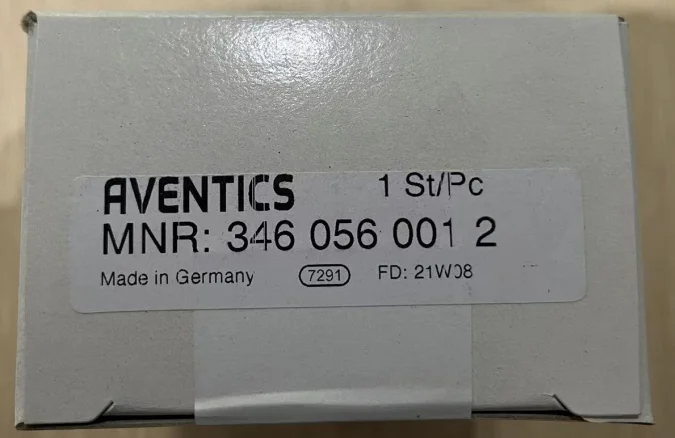 AVENTICS 1 St/Pc
MNR: 346 056 001 2
Made in Germany 7291 FD: 21W08